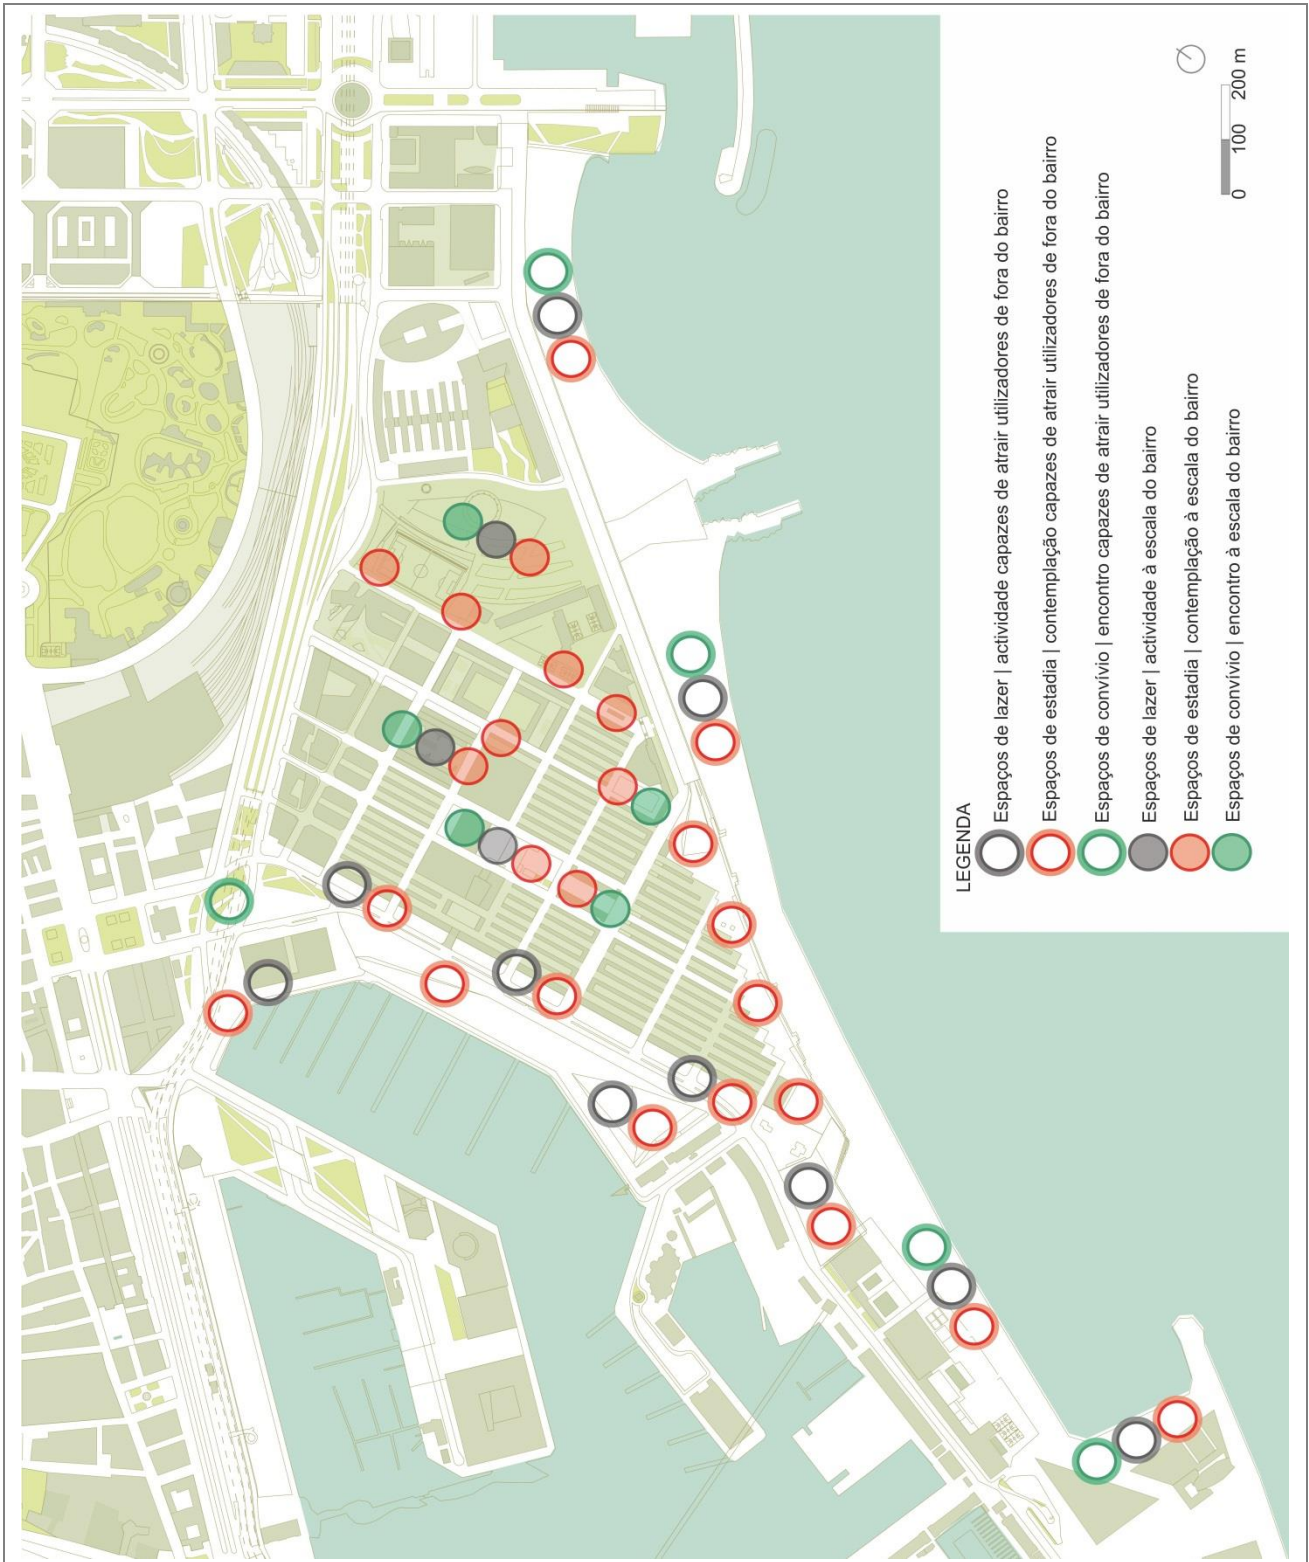 LEGENDA
Espaços de lazer | actividade capazes de atrair utilizadores de fora do bairro
Espaços de estadia | contemplação capazes de atrair utilizadores de fora do bairro
Espaços de convívio | encontro capazes de atrair utilizadores de fora do bairro
Espaços de lazer | actividade à escala do bairro
Espaços de estadia | contemplação à escala do bairro
Espaços de convívio | encontro à escala do bairro
0 100 200 m